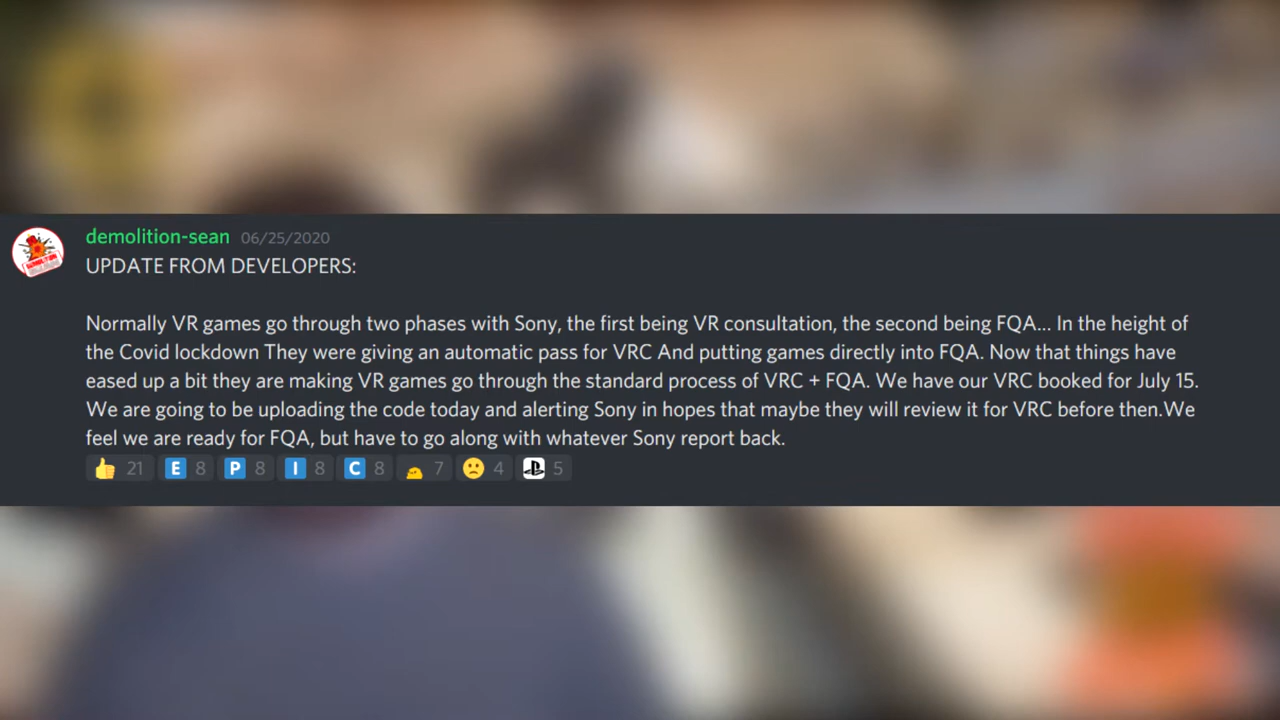 demolition-sean 06/25/2020
UPDATE FROM DEVELOPERS:
Normally VR games go through two phases with Sony, the first being VR consultation, the second being FQA... In the height of
the Covid lockdown They were giving an automatic pass for VRC And putting games directly into FQA. Now that things have
eased up a bit they are making VR games go through the standard process of VRC + FQA. We have our VRC booked for July 15.
We are going to be uploading the code today and alerting Sony in hopes that maybe they will review it for VRC before then.We
feel we are ready for FQA, but have to go along with whatever Sony report back.
21 E 8 P 8 I 8 C 8 7 4 5